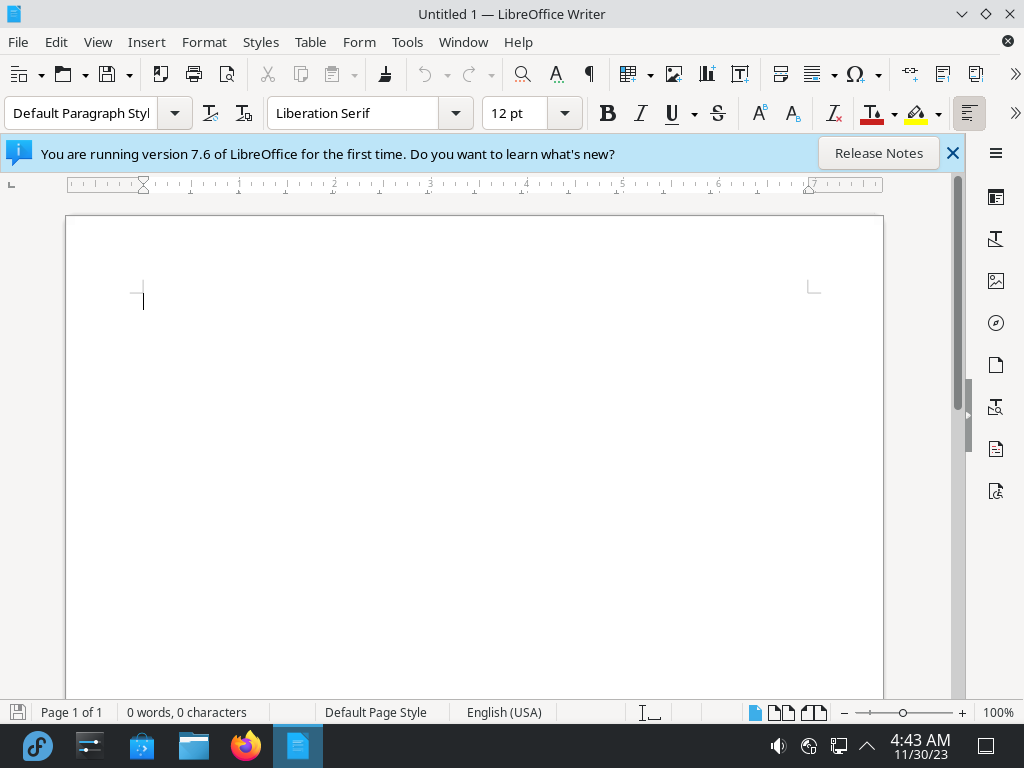 Untitled 1 — LibreOffice Writer
File Edit View Insert Format Styles Table Form Tools Window Help
Default Paragraph Styl Liberation Serif 12 pt
You are running version 7.6 of LibreOffice for the first time. Do you want to learn what's new? Release Notes
1 2 3 4 5 6 7
Page 1 of 1 0 words, 0 characters Default Page Style English (USA) 100%
4:43 AM
11/30/23